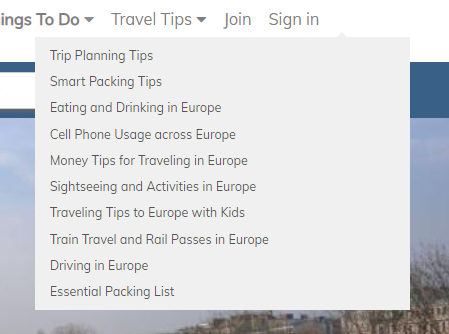 ings To Do Travel Tips Join Sign in
Trip Planning Tips
Smart Packing Tips
Eating and Drinking in Europe
Cell Phone Usage across Europe
Money Tips for Traveling in Europe
Sightseeing and Activities in Europe
Traveling Tips to Europe with Kids
Train Travel and Rail Passes in Europe
Driving in Europe
Essential Packing List